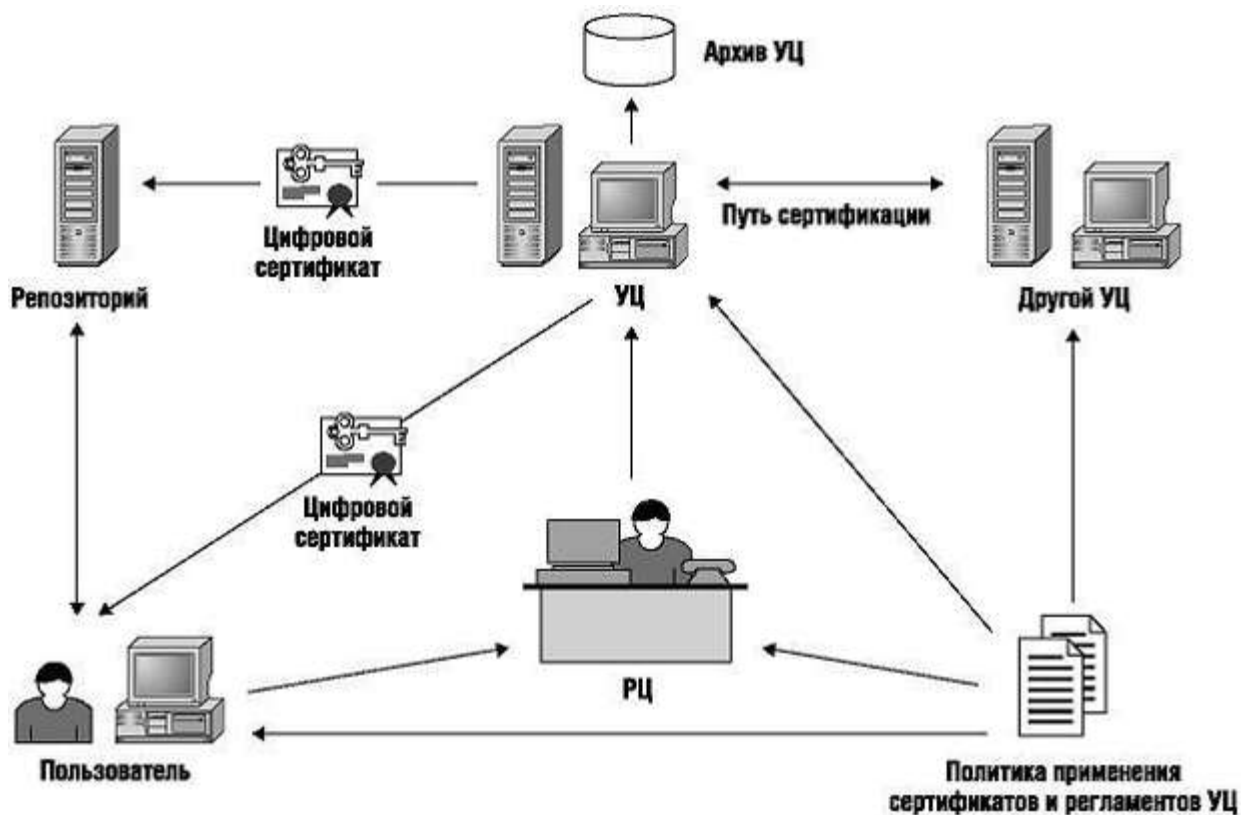 Архив УЦ
Цифровой
сертификат
Путь сертификации
Репозиторий
УЦ
Другой УЦ
Цифровой
сертификат
РЦ
Пользователь
Политика применения
сертификатов и регламентов УЦ